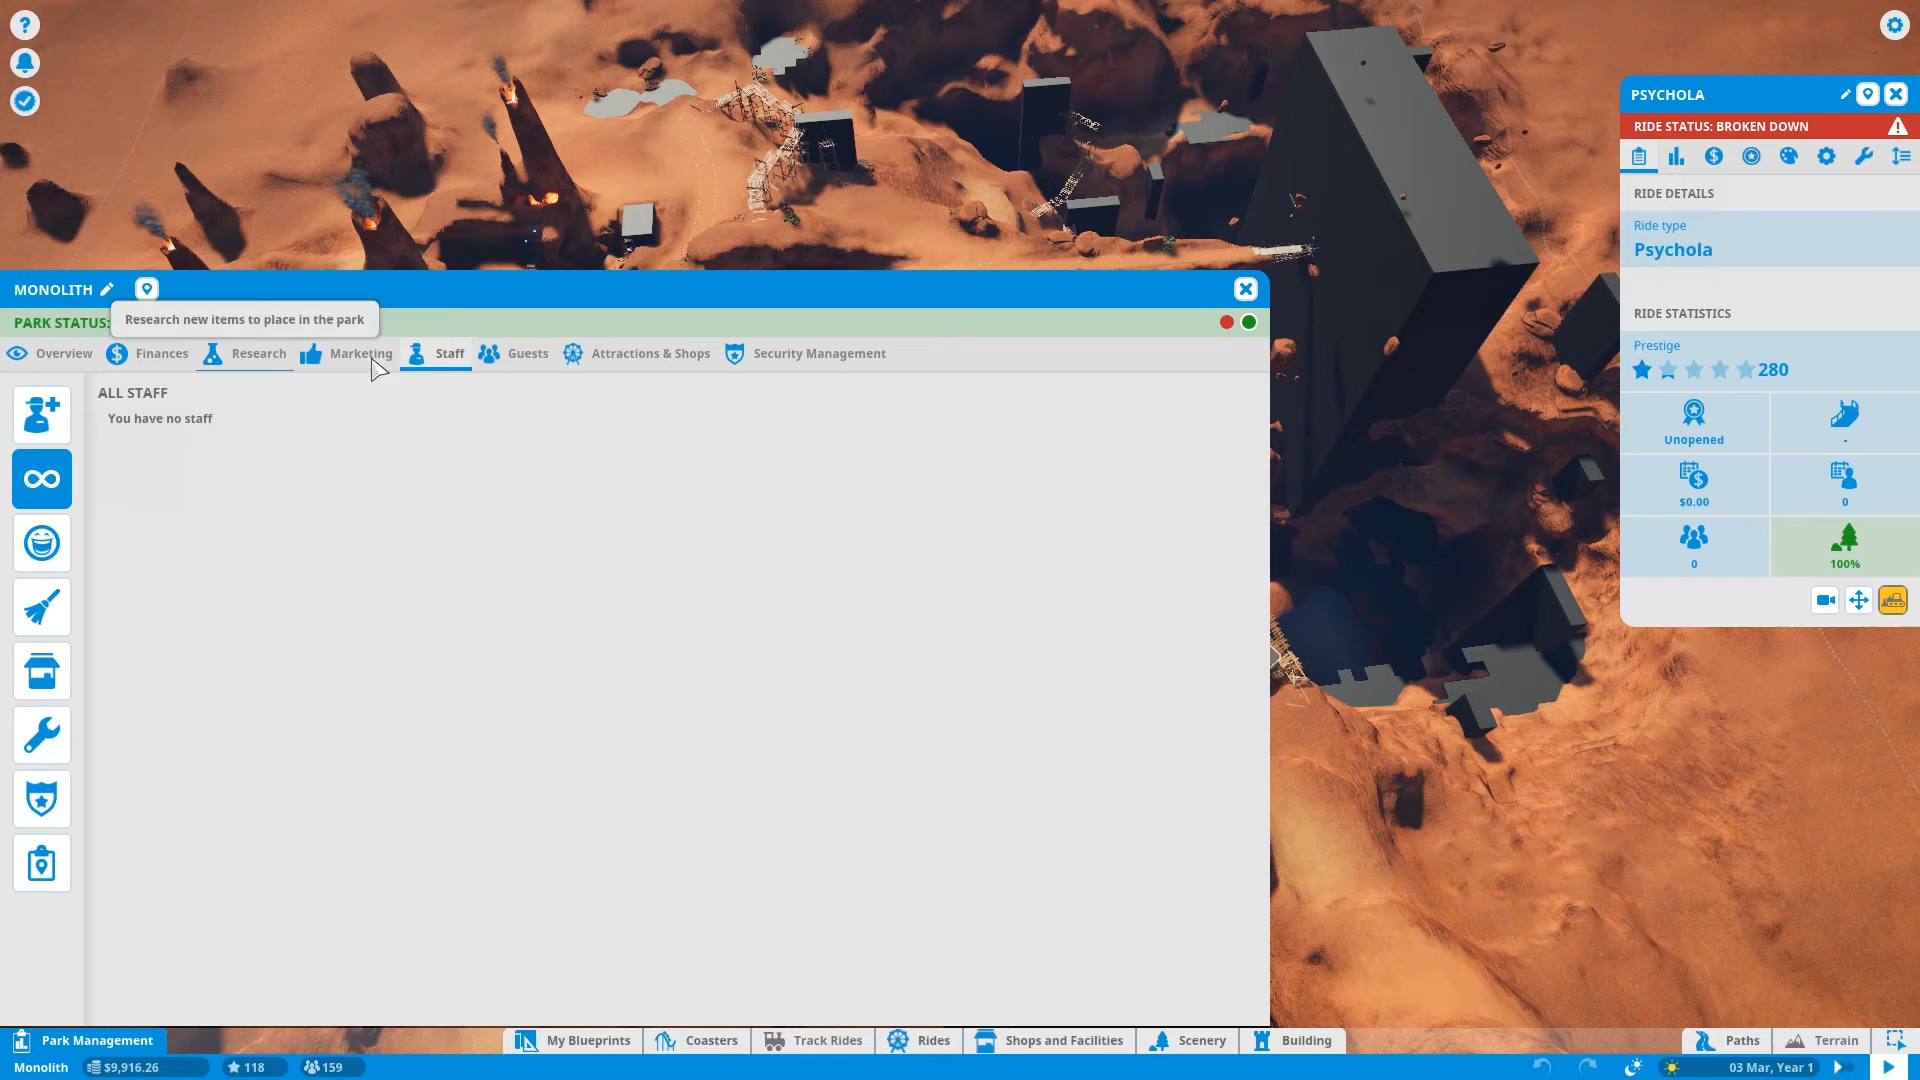 ?
PSYCHOLA
RIDE STATUS: BROKEN DOWN
RIDE DETAILS
Ride type
Psychola
RIDE STATISTICS
Prestige
280
Unopened
-
$0.00
0
0
100%
MONOLITH
PARK STATUS:
Research new items to place in the park
Overview
Finances
Research
Marketing
Staff
Guests
Attractions & Shops
Security Management
ALL STAFF
You have no staff
Park Management
My Blueprints
Coasters
Track Rides
Rides
Shops and Facilities
Scenery
Building
Paths
Terrain
Monolith
$9,916.26
118
159
03 Mar, Year 1